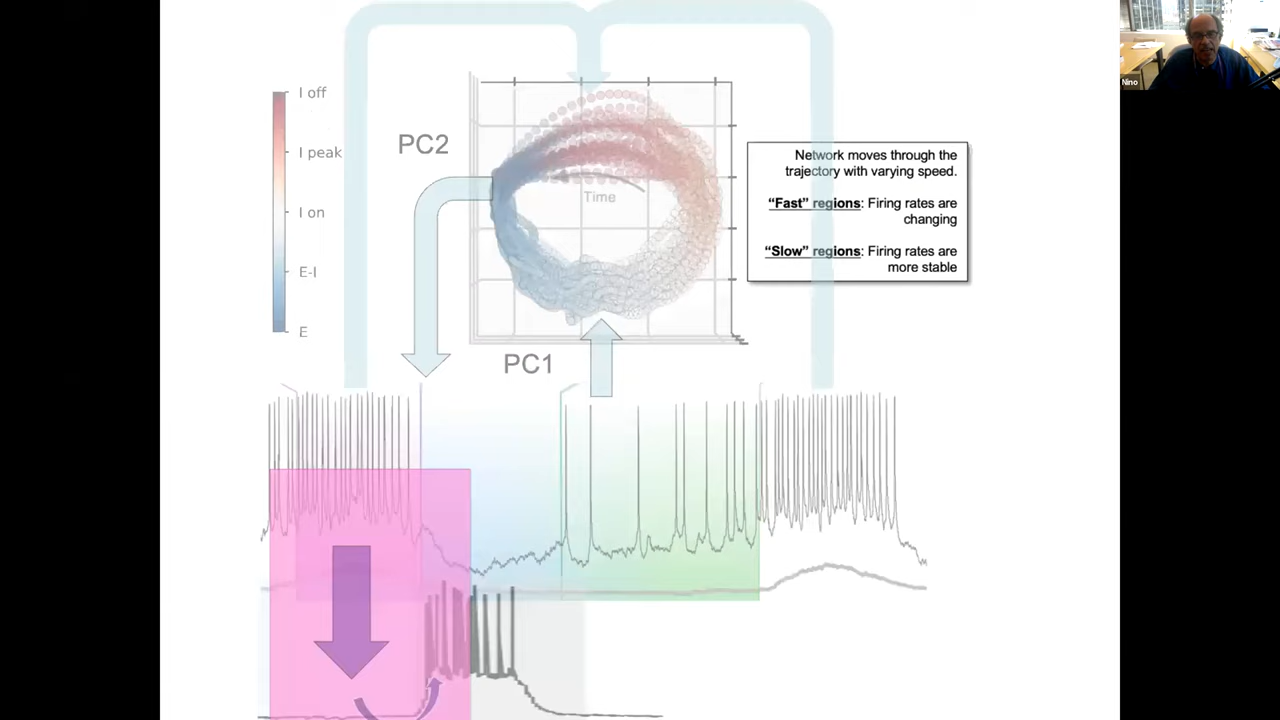 I off
I peak
I on
E-I
E
PC2
Time
PC1
Network moves through the
trajectory with varying speed.
“Fast” regions: Firing rates are
changing
“Slow” regions: Firing rates are
more stable
Nino